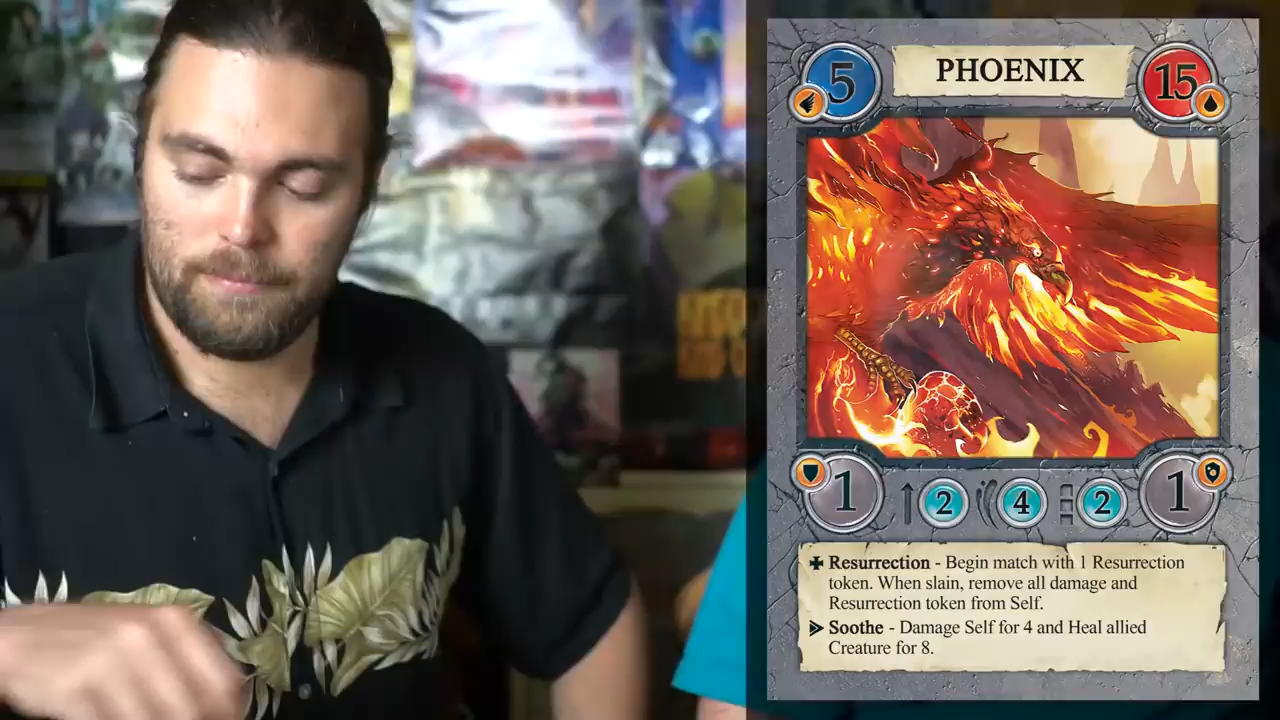 PHOENIX
5
15
1
2
4
2
1
Resurrection - Begin match with 1 Resurrection
token. When slain, remove all damage and
Resurrection token from Self.
Soothe - Damage Self for 4 and Heal allied
Creature for 8.